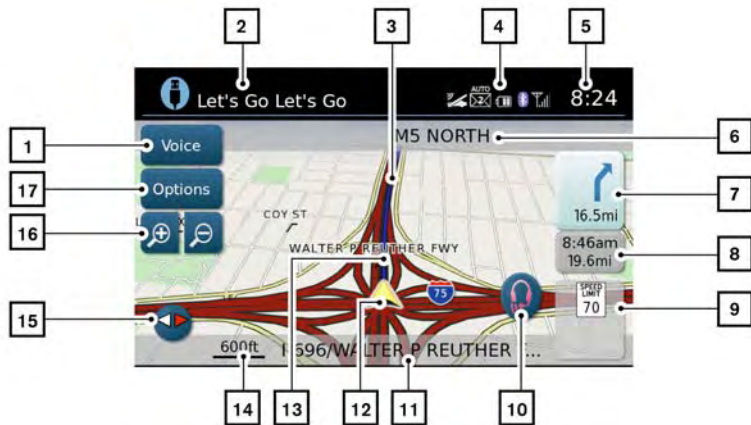 2
3
4
5
Let's Go Let's Go
AUTO
2
8:24
1
Voice
M5 NORTH
6
17
Options
16.5mi
7
16
COY ST
8:46am
19.6mi
8
WALTER P REUTHER FWY
15
75
SPEED
LIMIT
70
9
600ft
696/WALTER P REUTHER
14
13
12
11
10